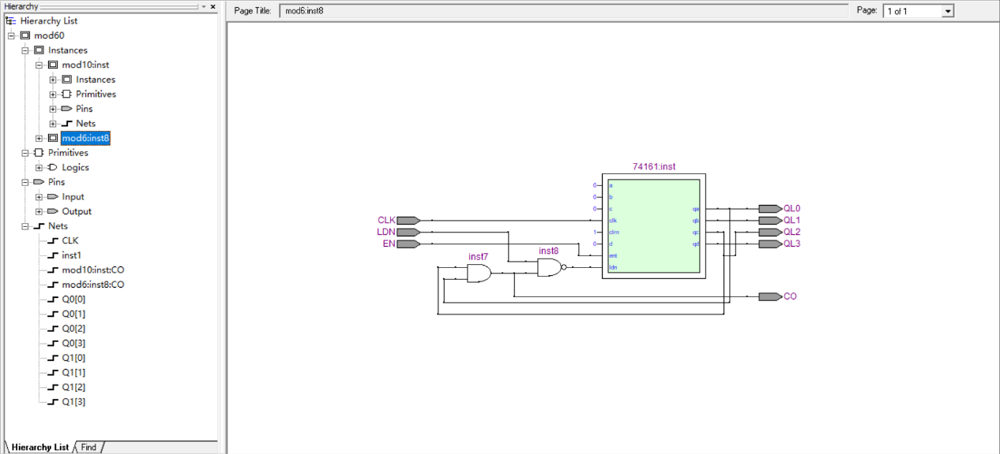 Hierarchy
Hierarchy List
mod60
Instances
mod10:inst
Instances
Primitives
Pins
Nets
mod6:inst8
Primitives
Logics
Pins
Input
Output
Nets
CLK
inst1
mod10:inst:CO
mod6:inst8:CO
Q0[0]
Q0[1]
Q0[2]
Q0[3]
Q1[0]
Q1[1]
Q1[2]
Q1[3]
Hierarchy List Find
Page Title: mod6:inst8 Page: 1 of 1
74161:inst
0 a
0 b
0 c qa QL0
CLK clk qb QL1
LDN 1 clrn qc QL2
EN 0 d qd QL3
inst7 inst8 ent
ldn
CO